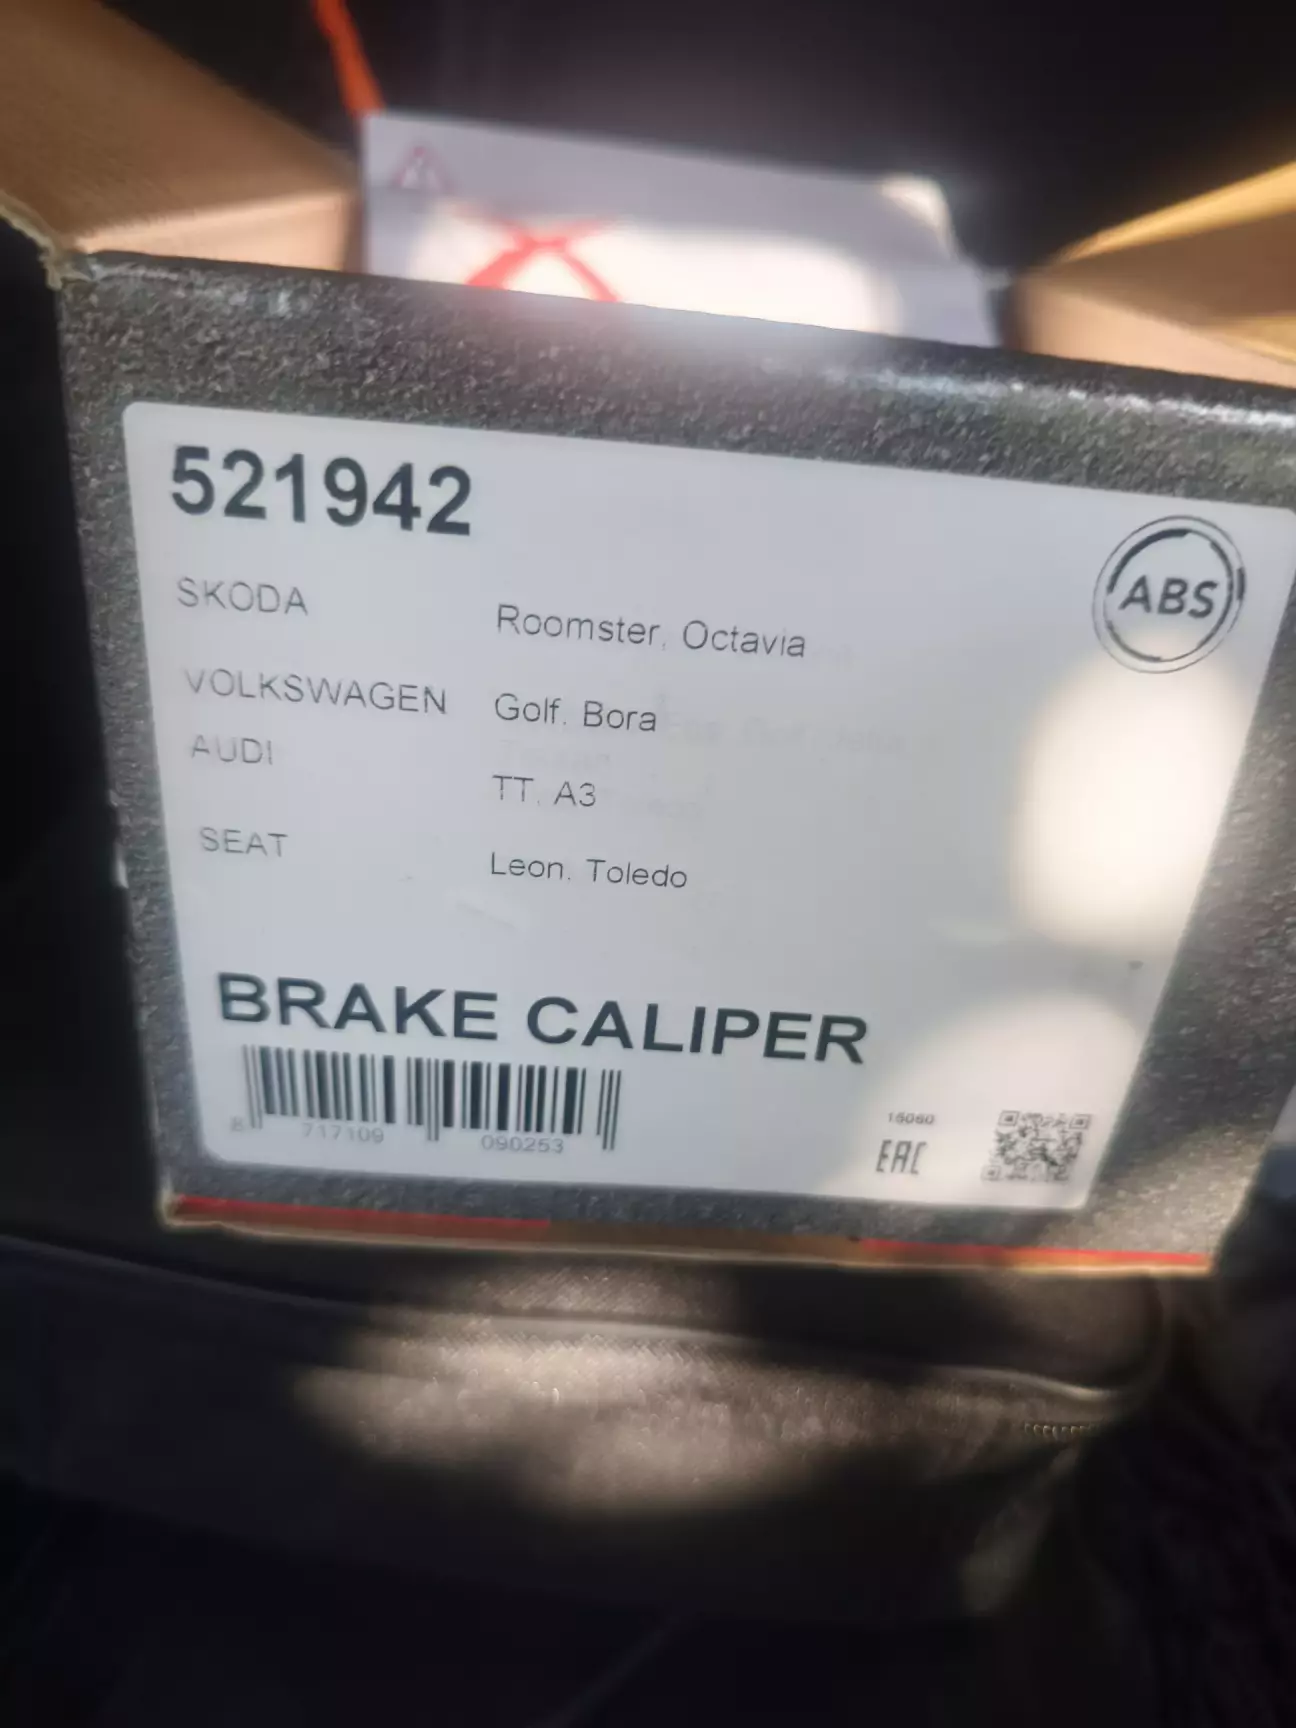 521942
ABS
SKODA Roomster, Octavia
VOLKSWAGEN Golf, Bora
AUDI TT, A3
SEAT Leon, Toledo
BRAKE CALIPER
8 717109 090253
15060
EAC